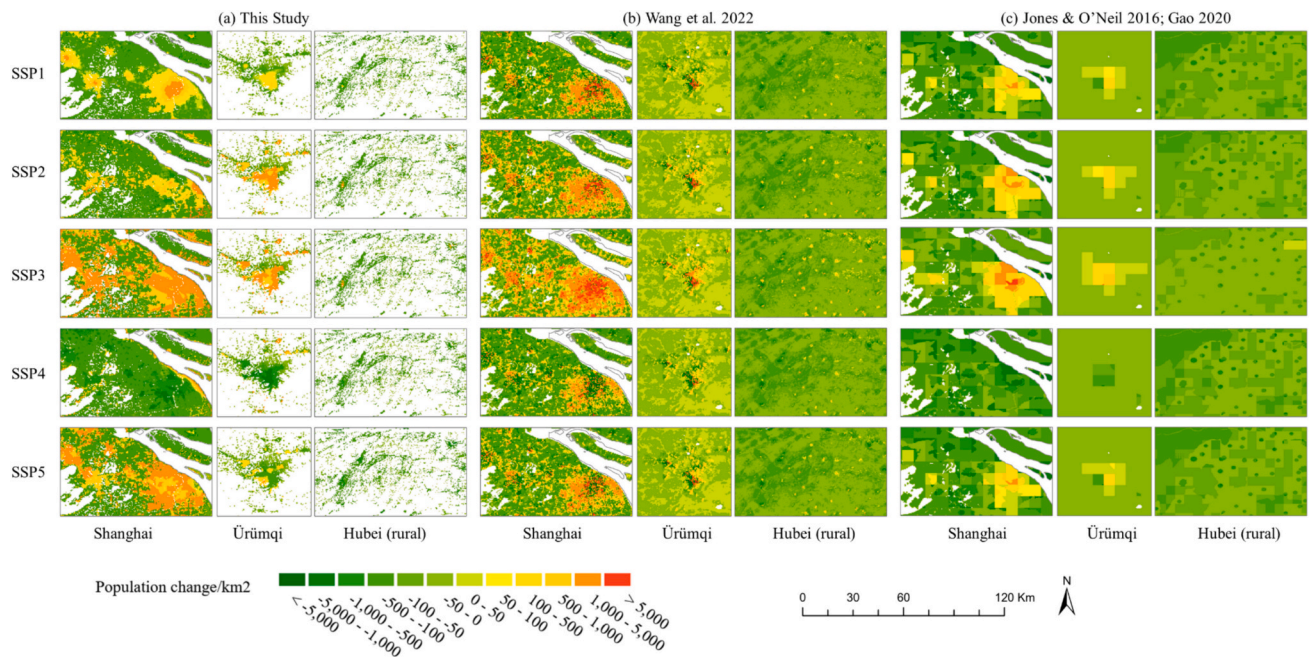 (a) This Study (b) Wang et al. 2022 (c) Jones & O'Neil 2016; Gao 2020
SSP1
SSP2
SSP3
SSP4
SSP5
Shanghai Ürümqi Hubei (rural) Shanghai Ürümqi Hubei (rural) Shanghai Ürümqi Hubei (rural)
Population change/km2
< -5,000
-5,000 - -1,000
-1,000 - -500
-500 - -100
-100 - -50
-50 - 0
0 - 50
50 - 100
100 - 500
500 - 1,000
1,000 - 5,000
> 5,000
0 30 60 120 Km
N